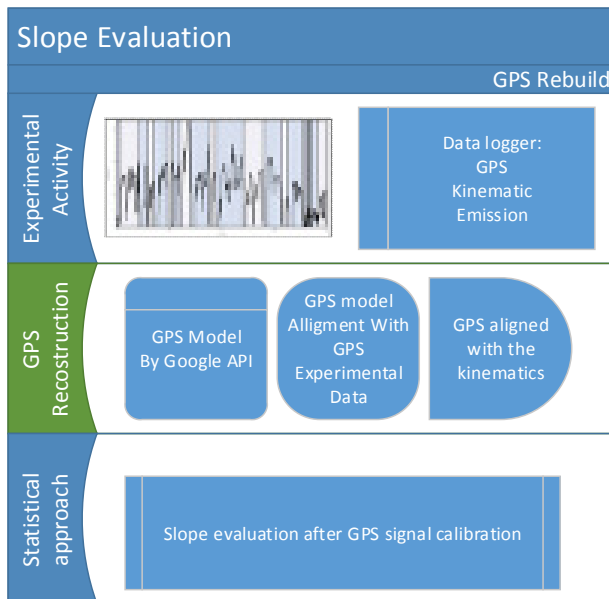 Slope Evaluation
GPS Rebuild
Experimental
Activity
Data logger:
GPS
Kinematic
Emission
GPS
Recostruction
GPS Model
By Google API
GPS model
Alligment With
GPS
Experimental
Data
GPS aligned
with the
kinematics
Statistical
approach
Slope evaluation after GPS signal calibration